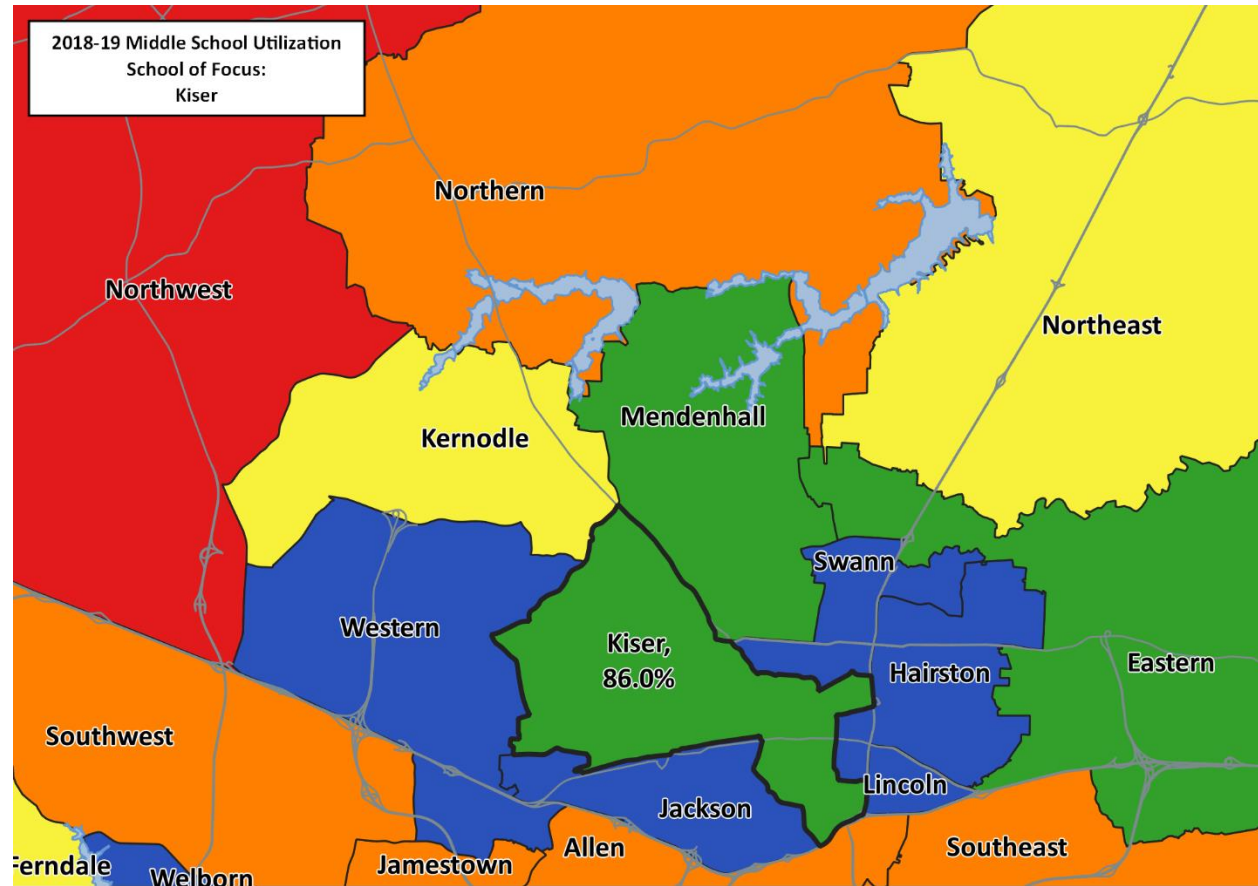 2018-19 Middle School Utilization
School of Focus:
Kiser
Northern
Northwest
Northeast
Mendenhall
Kernodle
Swann
Western
Kiser,
86.0%
Hairston
Eastern
Southwest
Lincoln
Jackson
Allen
Southeast
Ferndale
Jamestown
Welborn